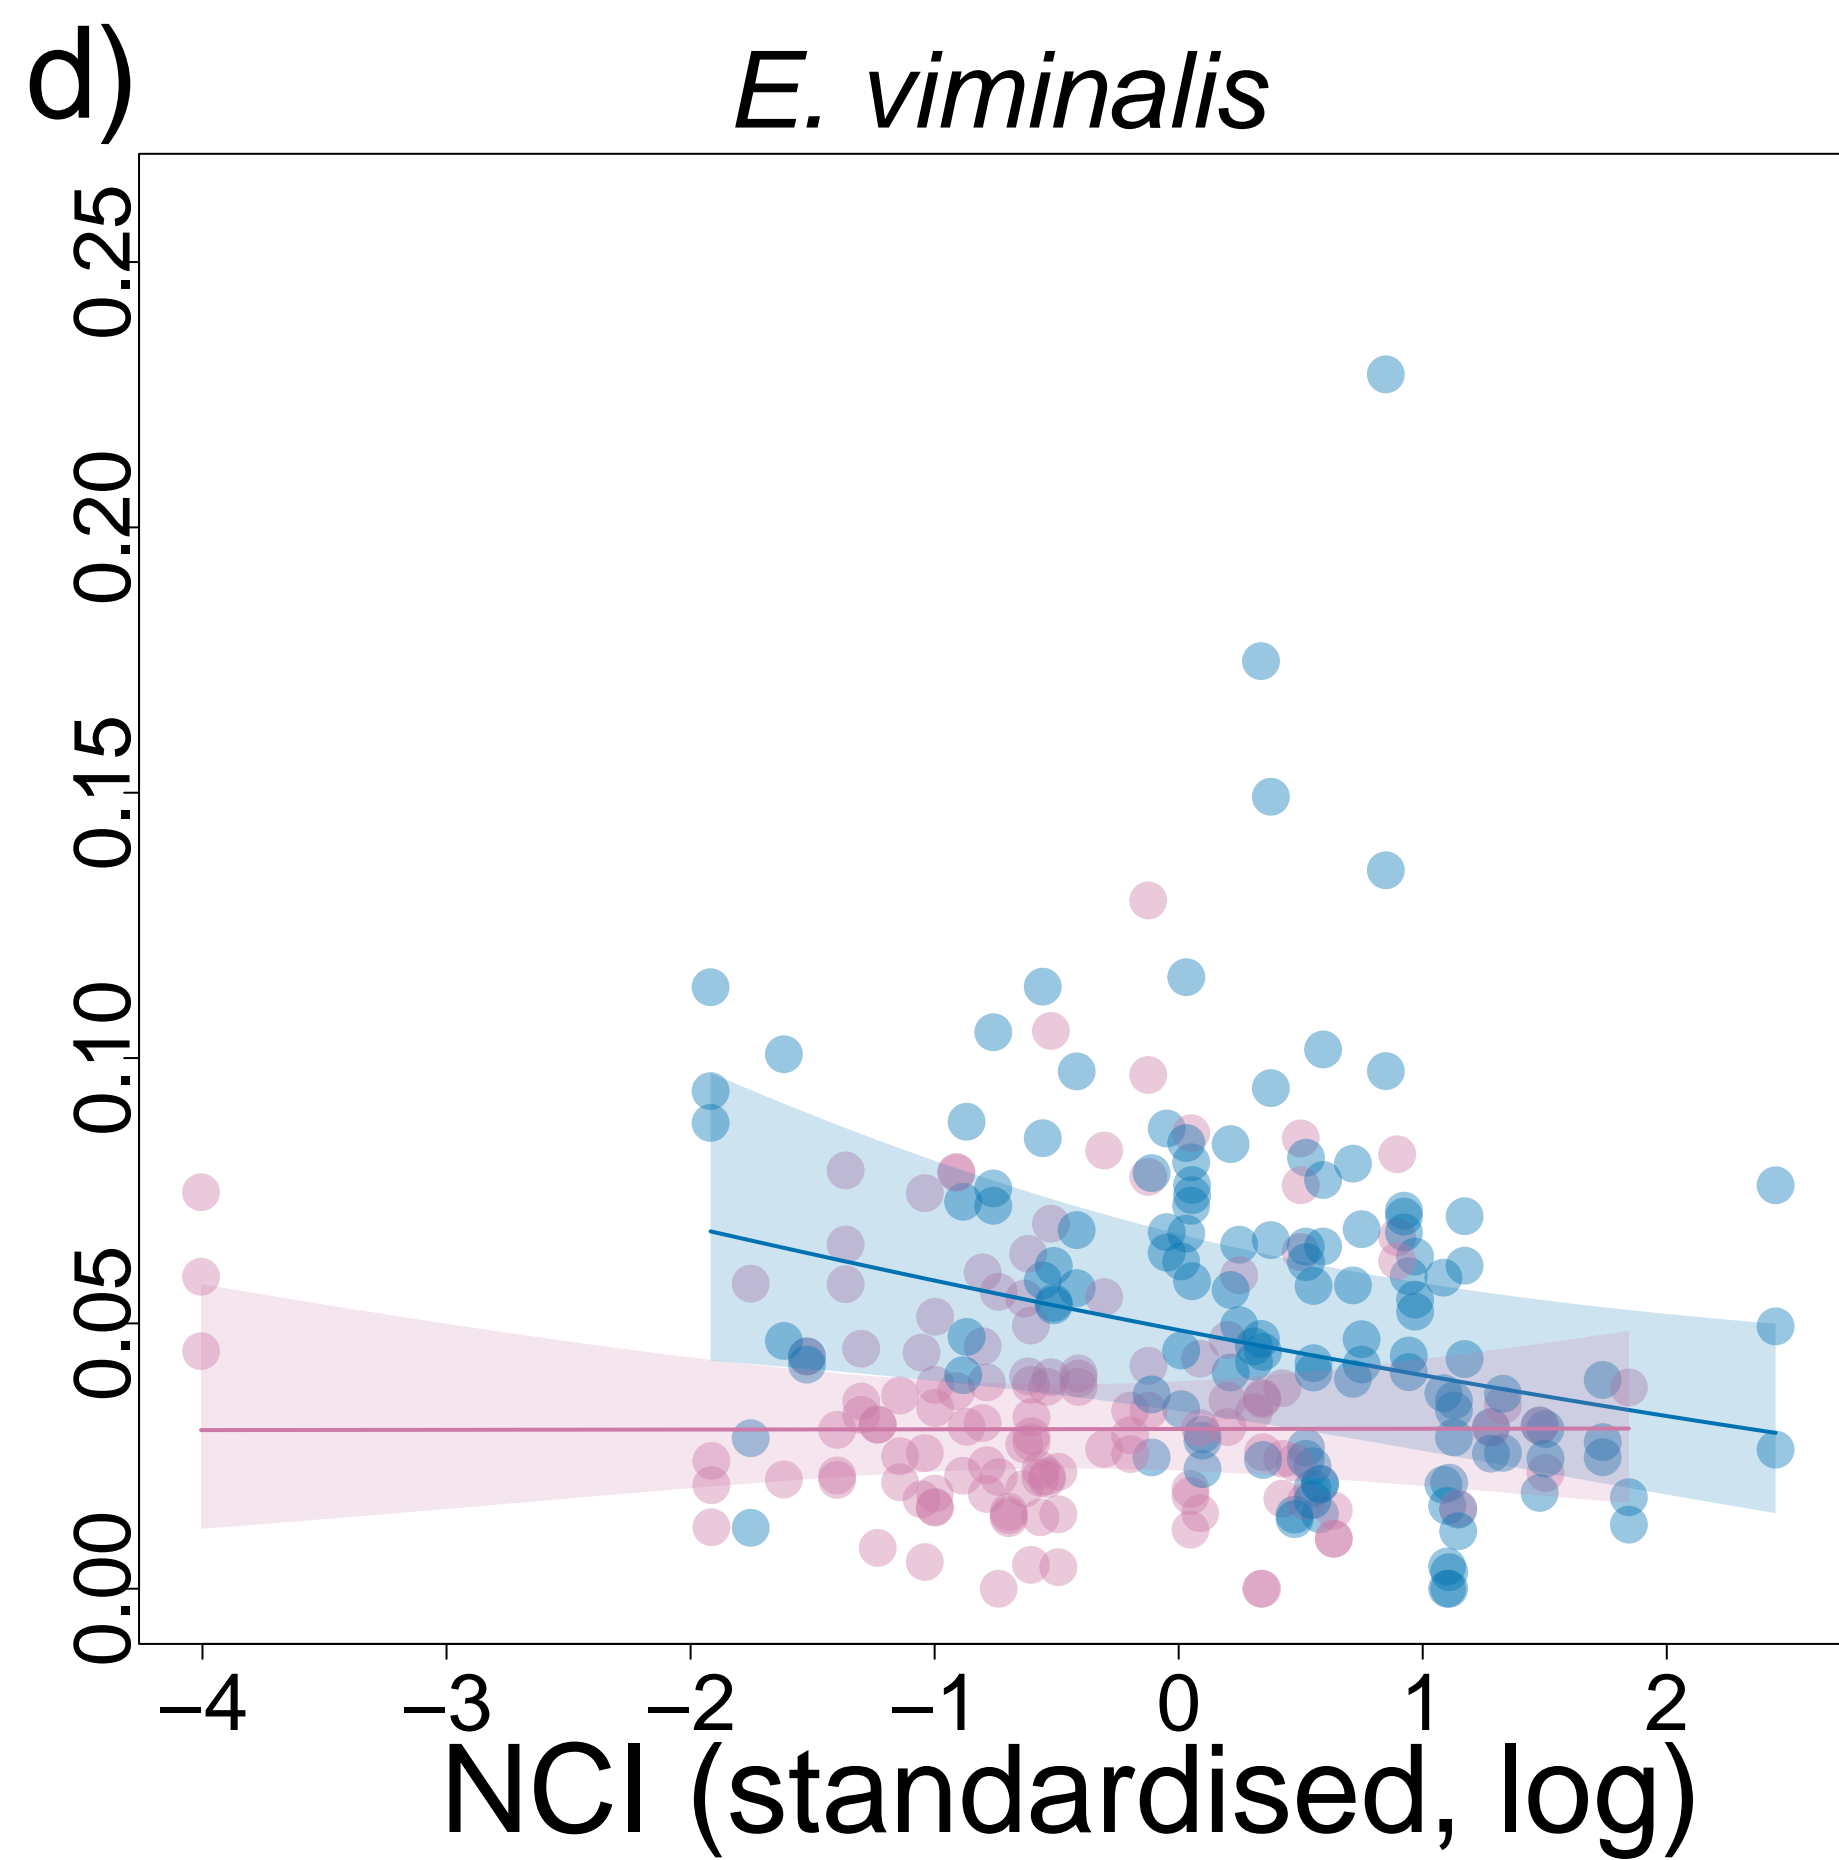 d)
E. viminalis
0.25
0.20
0.15
0.10
0.05
0.00
–4 –3 –2 –1 0 1 2
NCI (standardised, log)